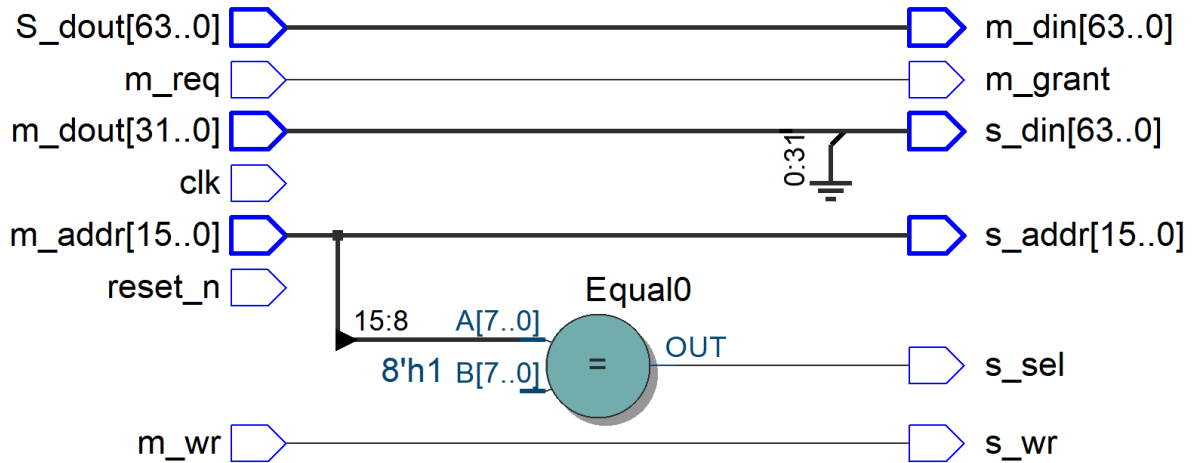 S_dout[63..0] m_din[63..0]
m_req m_grant
m_dout[31..0] 0:31 s_din[63..0]
clk
m_addr[15..0] s_addr[15..0]
reset_n Equal0
15:8 A[7..0]
OUT s_sel
8'h1 B[7..0]
=
m_wr s_wr